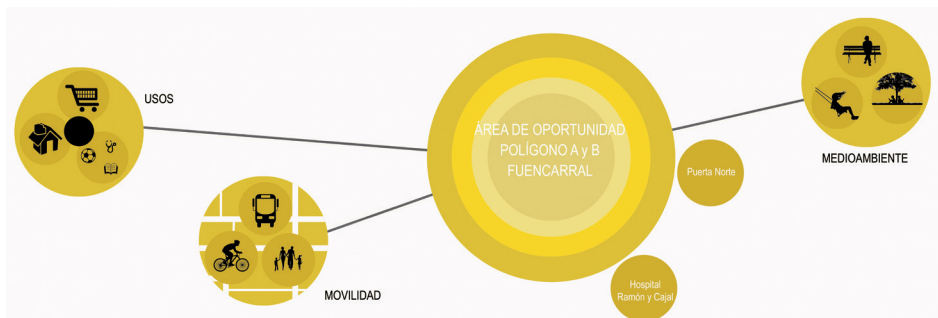 USOS
ÁREA DE OPORTUNIDAD
POLÍGONO A y B
FUENCARRAL
MEDIOAMBIENTE
Puerta Norte
MOVILIDAD
Hospital
Ramón y Cajal